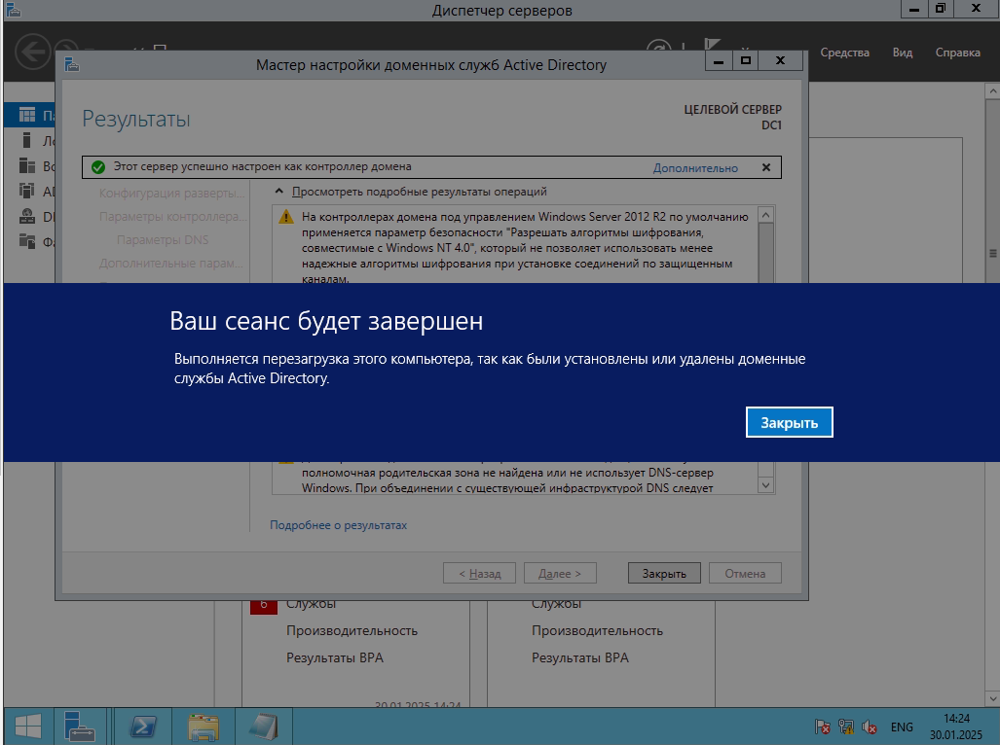 Диспетчер серверов
Средства Вид Справка
Мастер настройки доменных служб Active Directory
Результаты
ЦЕЛЕВОЙ СЕРВЕР
DC1
Этот сервер успешно настроен как контроллер домена
Дополнительно
Конфигурация разверты...
Параметры контроллера...
Параметры DNS
Дополнительные парам...
Просмотреть подробные результаты операций
На контроллерах домена под управлением Windows Server 2012 R2 по умолчанию
применяется параметр безопасности "Разрешать алгоритмы шифрования,
совместимые с Windows NT 4.0", который не позволяет использовать менее
надежные алгоритмы шифрования при установке соединений по защищенным
каналам.
Ваш сеанс будет завершен
Выполняется перезагрузка этого компьютера, так как были установлены или удалены доменные
службы Active Directory.
Закрыть
полномочная родительская зона не найдена или не использует DNS-сервер
Windows. При объединении с существующей инфраструктурой DNS следует
Подробнее о результатах
< Назад
Далее >
Закрыть
Отмена
6 Службы
Производительность
Результаты BPA
30.01.2025 14:24
Службы
Производительность
Результаты BPA
ENG
14:24
30.01.2025